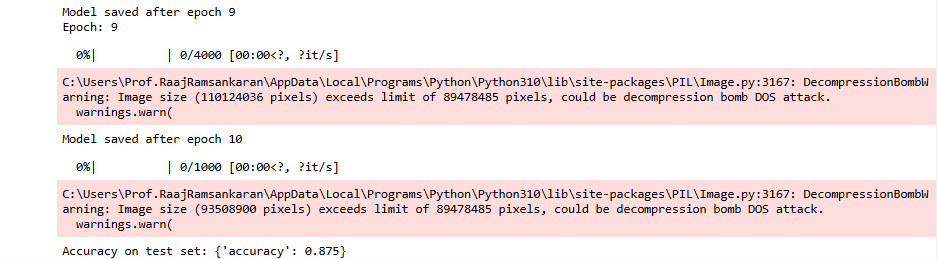 Model saved after epoch 9
Epoch: 9
0%| | 0/4000 [00:00<?, ?it/s]
C:\Users\Prof.RaajRamsankaran\AppData\Local\Programs\Python\Python310\lib\site-packages\PIL\Image.py:3167: DecompressionBombW
arning: Image size (110124036 pixels) exceeds limit of 89478485 pixels, could be decompression bomb DOS attack.
warnings.warn(
Model saved after epoch 10
0%| | 0/1000 [00:00<?, ?it/s]
C:\Users\Prof.RaajRamsankaran\AppData\Local\Programs\Python\Python310\lib\site-packages\PIL\Image.py:3167: DecompressionBombW
arning: Image size (93508900 pixels) exceeds limit of 89478485 pixels, could be decompression bomb DOS attack.
warnings.warn(
Accuracy on test set: {'accuracy': 0.875}